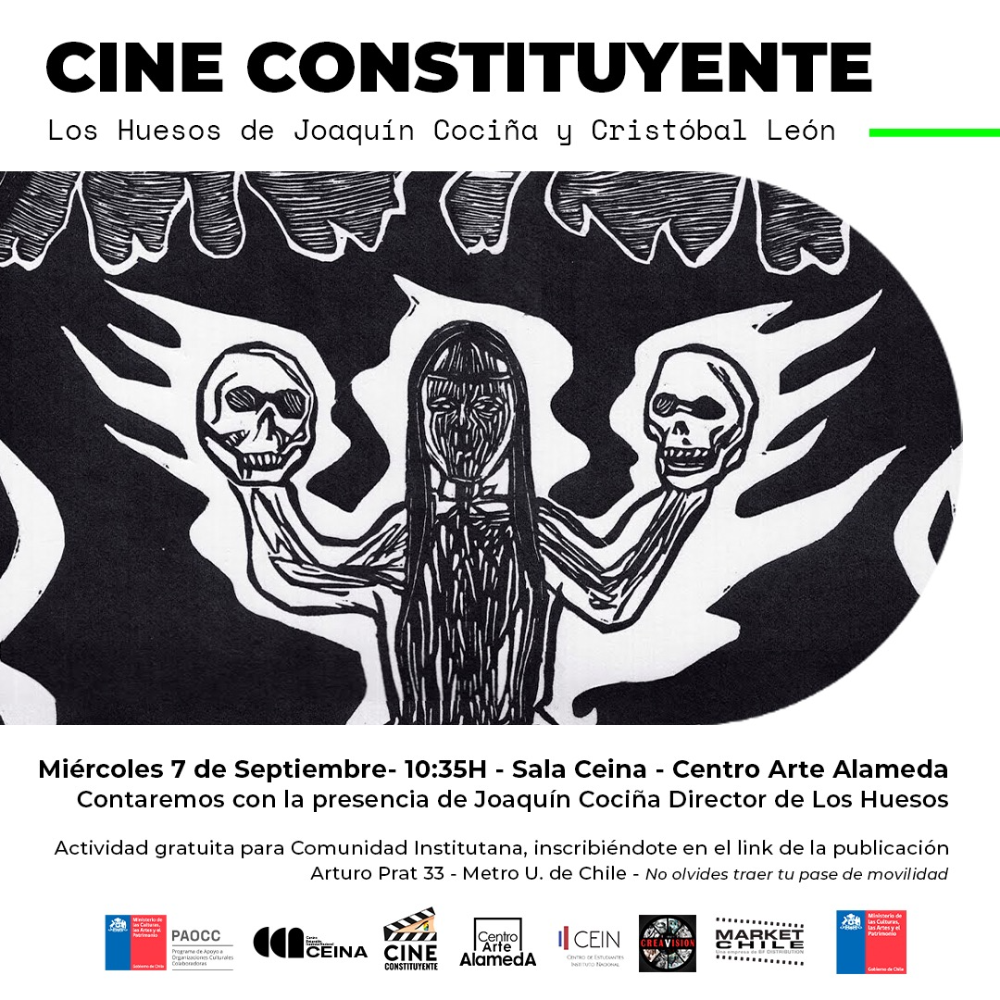 CINE CONSTITUYENTE
Los Huesos de Joaquín Cociña y Cristóbal León
Miércoles 7 de Septiembre- 10:35H - Sala Ceina - Centro Arte Alameda
Contaremos con la presencia de Joaquín Cociña Director de Los Huesos
Actividad gratuita para Comunidad Institutana, inscribiéndote en el link de la publicación
Arturo Prat 33 - Metro U. de Chile - No olvides traer tu pase de movilidad
Ministerio de
las Culturas,
las Artes y el
Patrimonio
Gobierno de Chile
PAOCC
Programa de Apoyo a
Organizaciones Culturales
Colaboradoras
CEINA
CINE
CONSTITUYENTE
Centro
Arte
AlamedA
CEIN
CENTRO DE ESTUDIANTES
INSTITUTO NACIONAL
CREAVISION
MARKET
CHILE
Una empresa de BF DISTRIBUTION
Ministerio de
las Culturas,
las Artes y el
Patrimonio
Gobierno de Chile